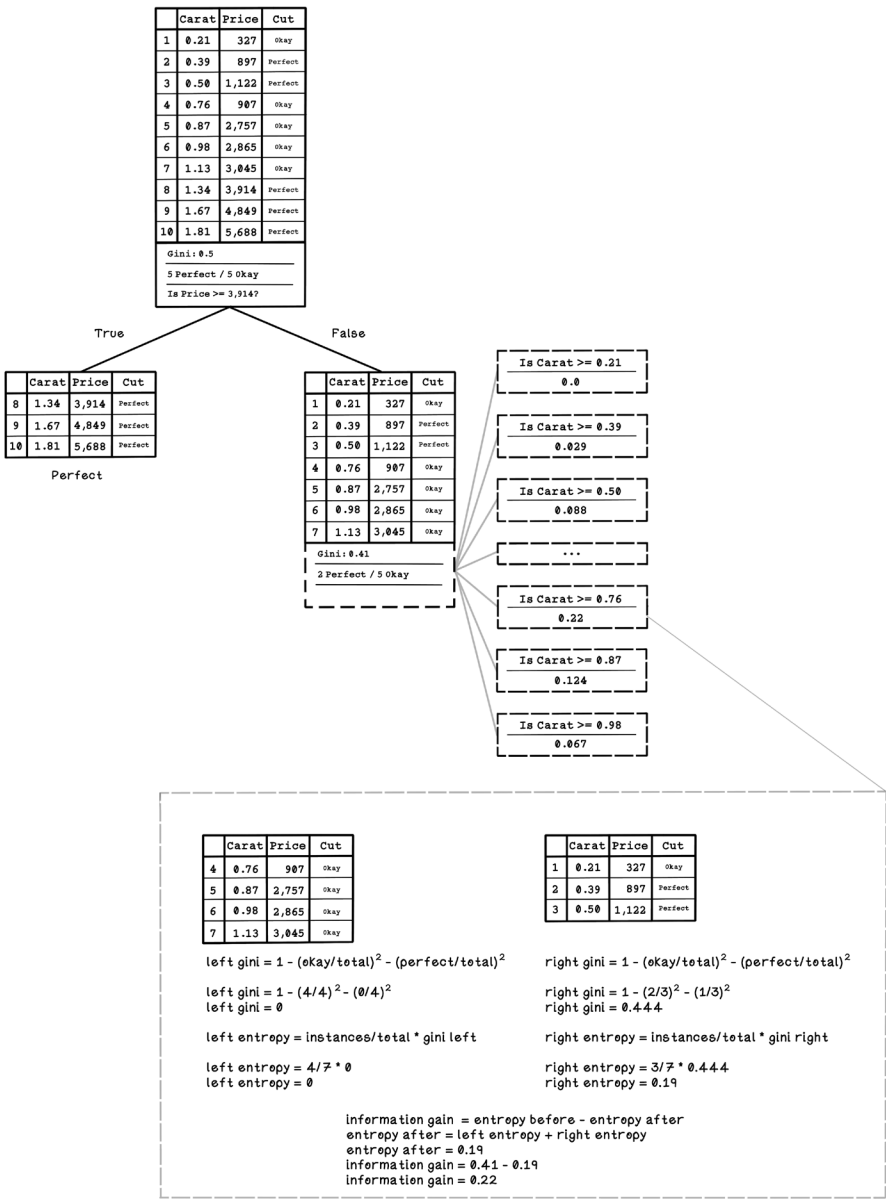 Carat Price Cut
1 0.21 327 Okay
2 0.39 897 Perfect
3 0.50 1,122 Perfect
4 0.76 907 Okay
5 0.87 2,757 Okay
6 0.98 2,865 Okay
7 1.13 3,045 Okay
8 1.34 3,914 Perfect
9 1.67 4,849 Perfect
10 1.81 5,688 Perfect
Gini: 0.5
5 Perfect / 5 Okay
Is Price >= 3,914?
True
False
Carat Price Cut
8 1.34 3,914 Perfect
9 1.67 4,849 Perfect
10 1.81 5,688 Perfect
Perfect
Carat Price Cut
1 0.21 327 Okay
2 0.39 897 Perfect
3 0.50 1,122 Perfect
4 0.76 907 Okay
5 0.87 2,757 Okay
6 0.98 2,865 Okay
7 1.13 3,045 Okay
Gini: 0.41
2 Perfect / 5 Okay
Is Carat >= 0.21
0.0
Is Carat >= 0.39
0.029
Is Carat >= 0.50
0.088
...
Is Carat >= 0.76
0.22
Is Carat >= 0.87
0.124
Is Carat >= 0.98
0.067
Carat Price Cut
4 0.76 907 Okay
5 0.87 2,757 Okay
6 0.98 2,865 Okay
7 1.13 3,045 Okay
left gini = 1 - (okay/total)² - (perfect/total)²
left gini = 1 - (4/4)² - (0/4)²
left gini = 0
left entropy = instances/total * gini left
left entropy = 4/7 * 0
left entropy = 0
Carat Price Cut
1 0.21 327 Okay
2 0.39 897 Perfect
3 0.50 1,122 Perfect
right gini = 1 - (okay/total)² - (perfect/total)²
right gini = 1 - (2/3)² - (1/3)²
right gini = 0.444
right entropy = instances/total * gini right
right entropy = 3/7 * 0.444
right entropy = 0.19
information gain = entropy before - entropy after
entropy after = left entropy + right entropy
entropy after = 0.19
information gain = 0.41 - 0.19
information gain = 0.22